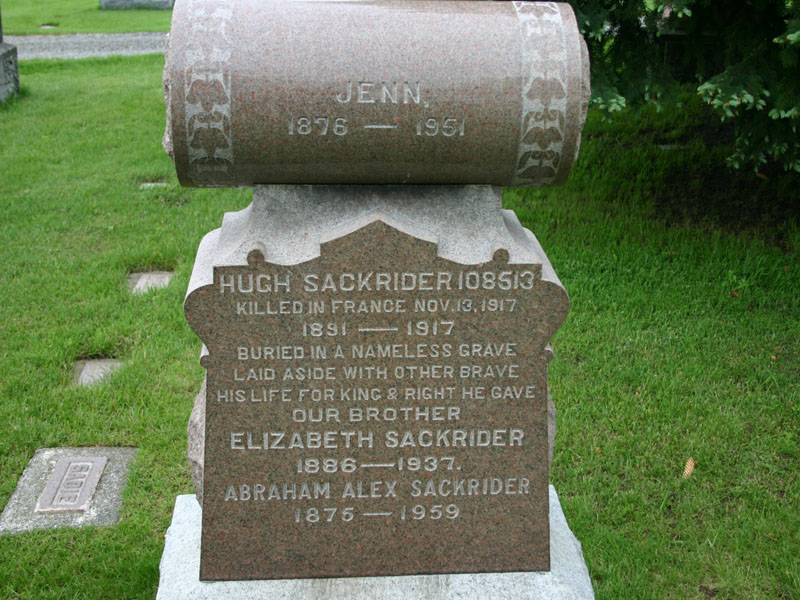 JENN.
1876 — 1951
HUGH SACKRIDER 108513
KILLED IN FRANCE NOV. 13, 1917
1891 — 1917
BURIED IN A NAMELESS GRAVE
LAID ASIDE WITH OTHER BRAVE
HIS LIFE FOR KING & RIGHT HE GAVE
OUR BROTHER
ELIZABETH SACKRIDER
1886 — 1937.
ABRAHAM ALEX SACKRIDER
1875 — 1959
SADIE